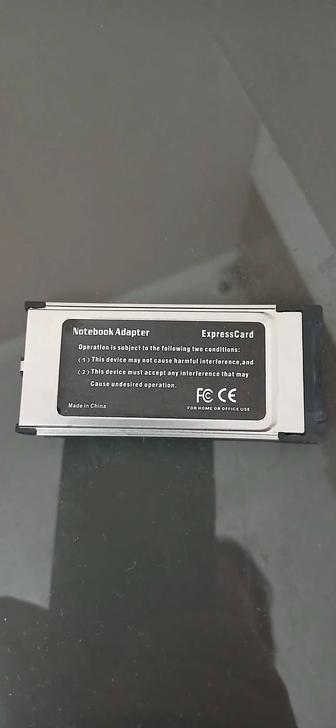 Notebook Adapter ExpressCard
Operation is subject to the following two conditions:
(1) This device may not cause harmful interference,and
(2) This device must accept any interference that may
Cause undesired operation.
FC CE
Made in China
FOR HOME OR OFFICE USE